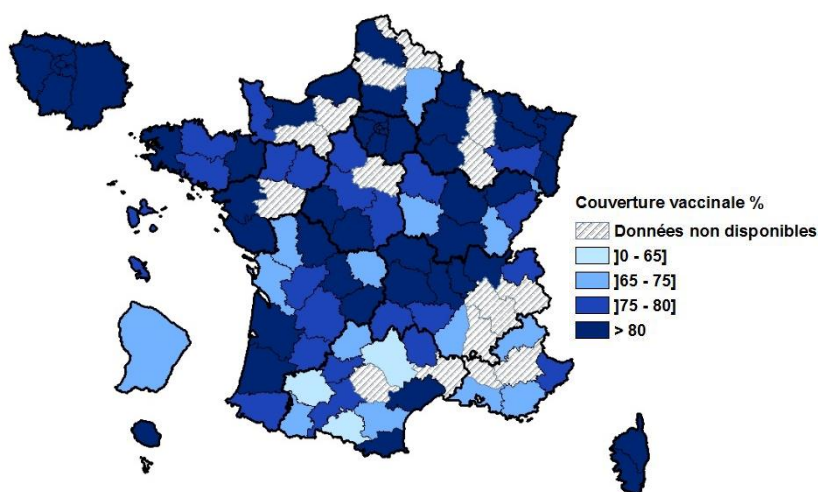 Couverture vaccinale %
Données non disponibles
]0 - 65]
]65 - 75]
]75 - 80]
> 80